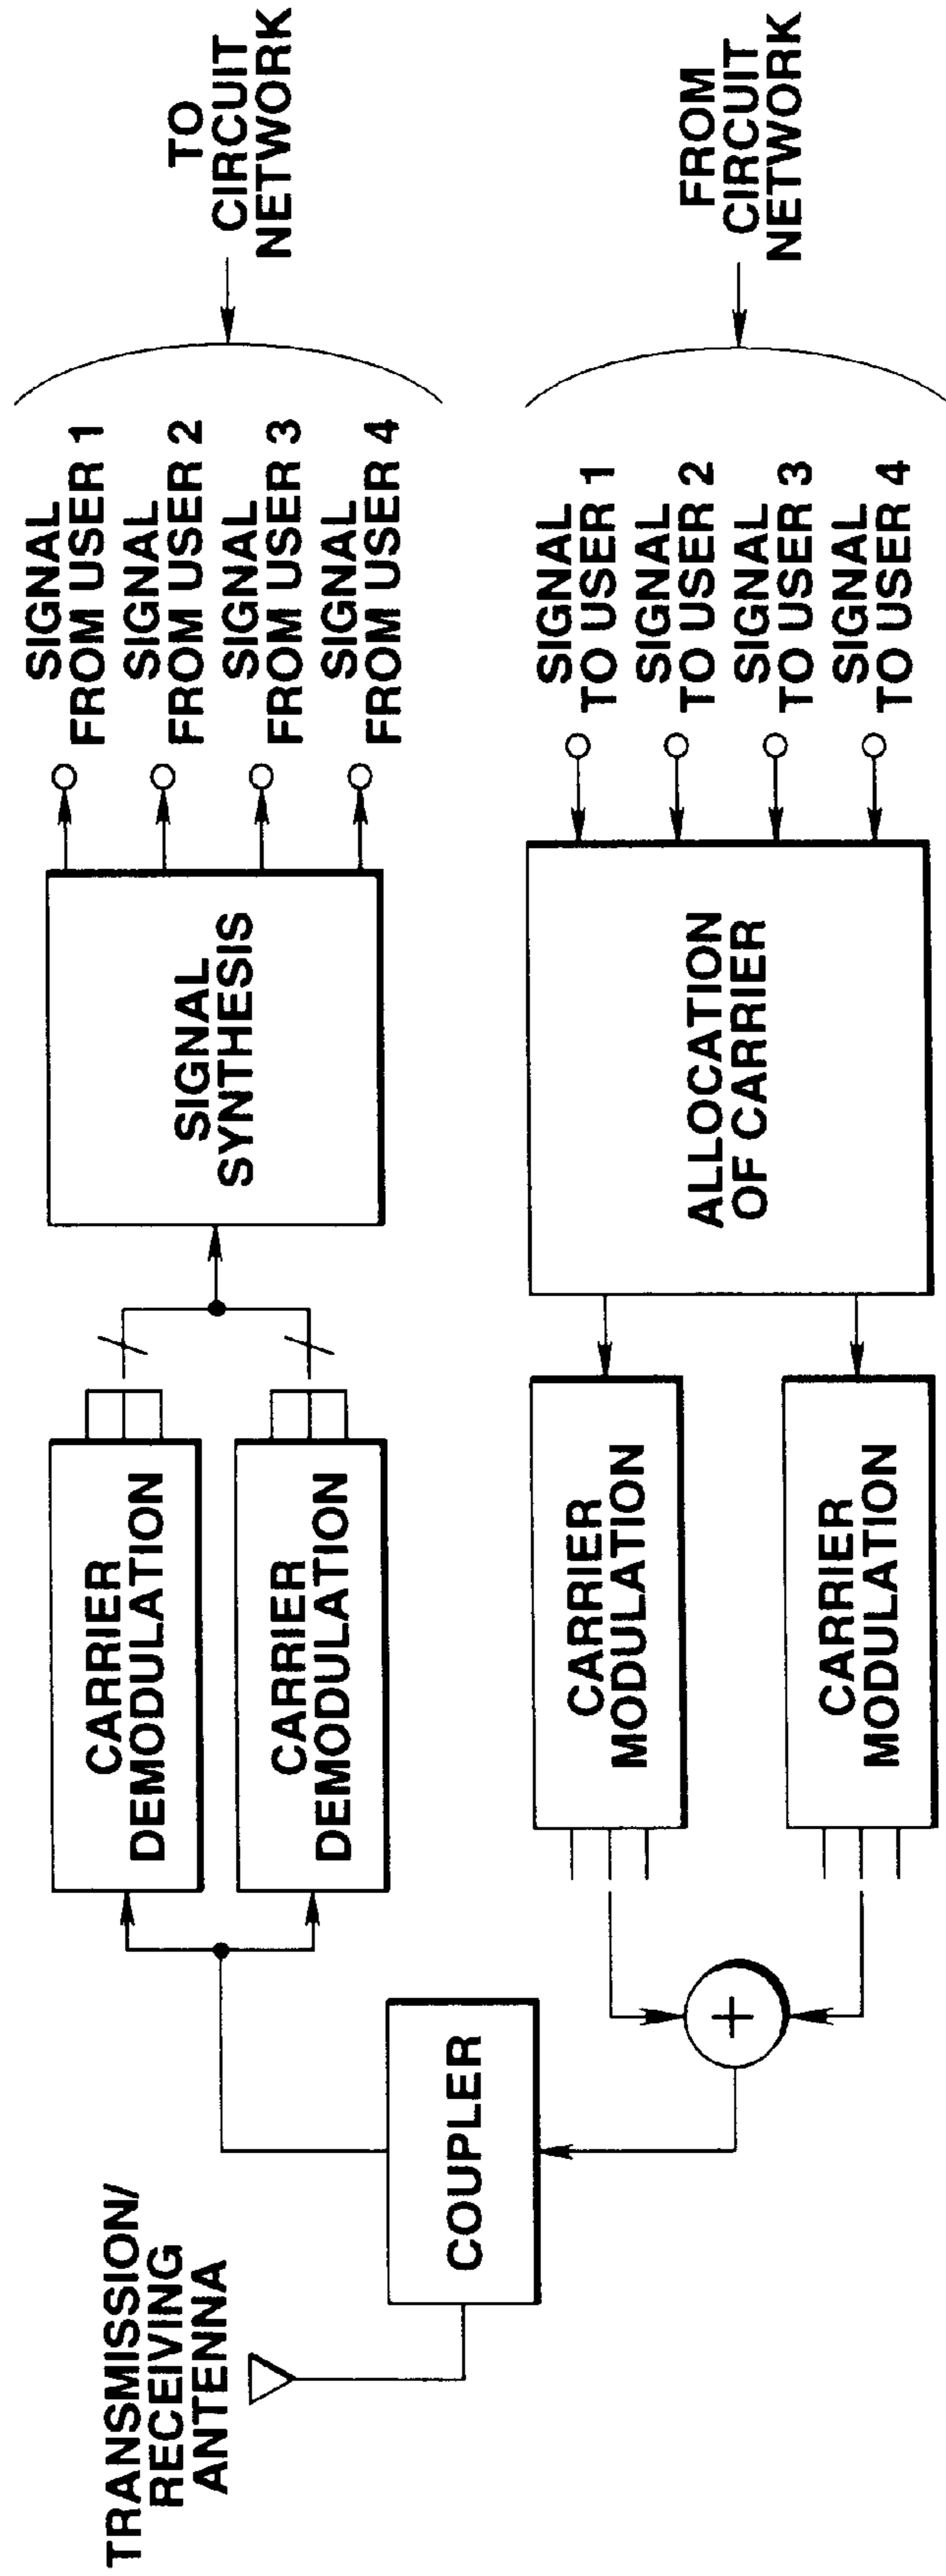 TRANSMISSION/
RECEIVING
ANTENNA
COUPLER
CARRIER
DEMODULATION
CARRIER
DEMODULATION
SIGNAL
SYNTHESIS
SIGNAL
FROM USER 1
SIGNAL
FROM USER 2
SIGNAL
FROM USER 3
SIGNAL
FROM USER 4
TO
CIRCUIT
NETWORK
+
CARRIER
MODULATION
CARRIER
MODULATION
ALLOCATION
OF CARRIER
SIGNAL
TO USER 1
SIGNAL
TO USER 2
SIGNAL
TO USER 3
SIGNAL
TO USER 4
FROM
CIRCUIT
NETWORK